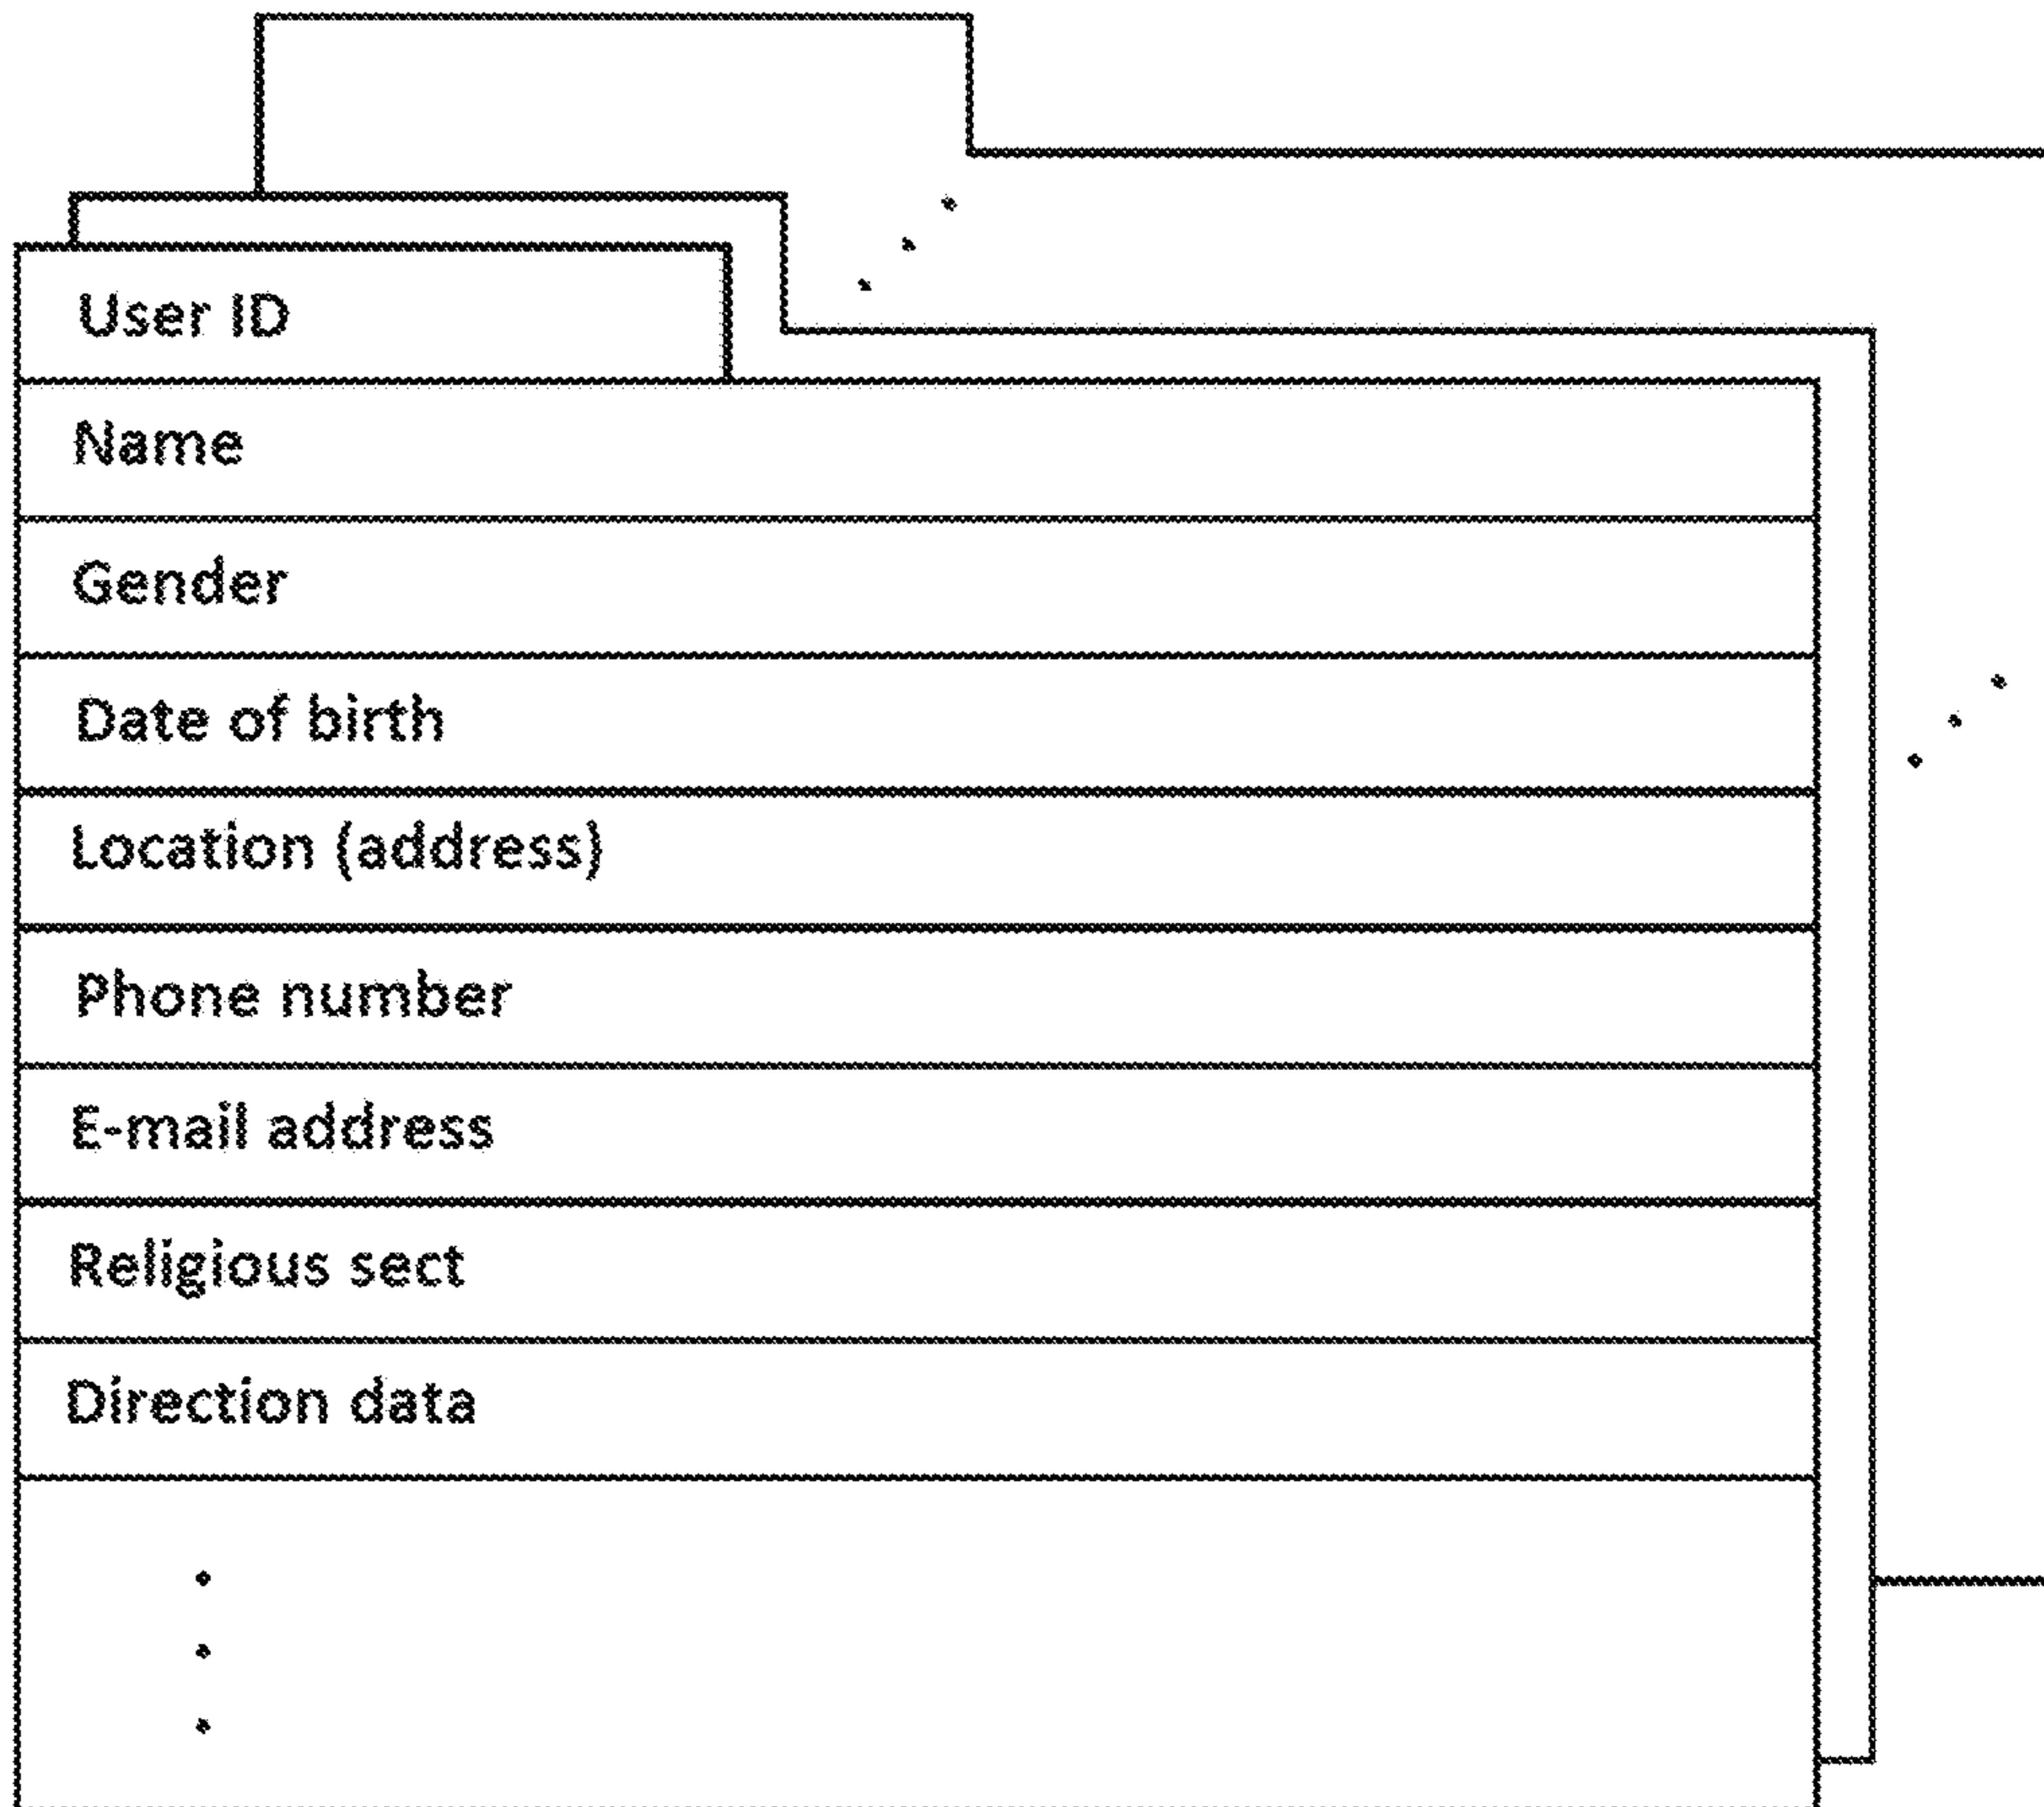 User ID
Name
Gender
Date of birth
Location (address)
Phone number
E-mail address
Religious sect
Direction data